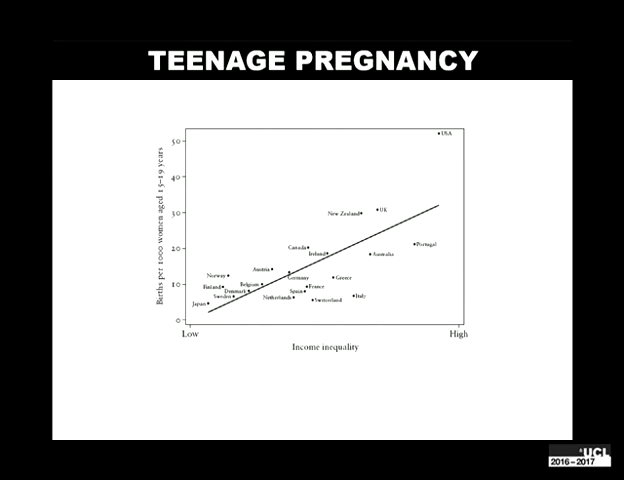 TEENAGE PREGNANCY
Births per 1000 women aged 15–19 years
50
40
30
20
10
0
USA
UK
New Zealand
Portugal
Canada
Ireland
Australia
Austria
Norway
Germany
Greece
Belgium
Finland
France
Denmark
Spain
Sweden
Netherlands
Italy
Switzerland
Japan
Low
High
Income inequality
UCL
2016–2017